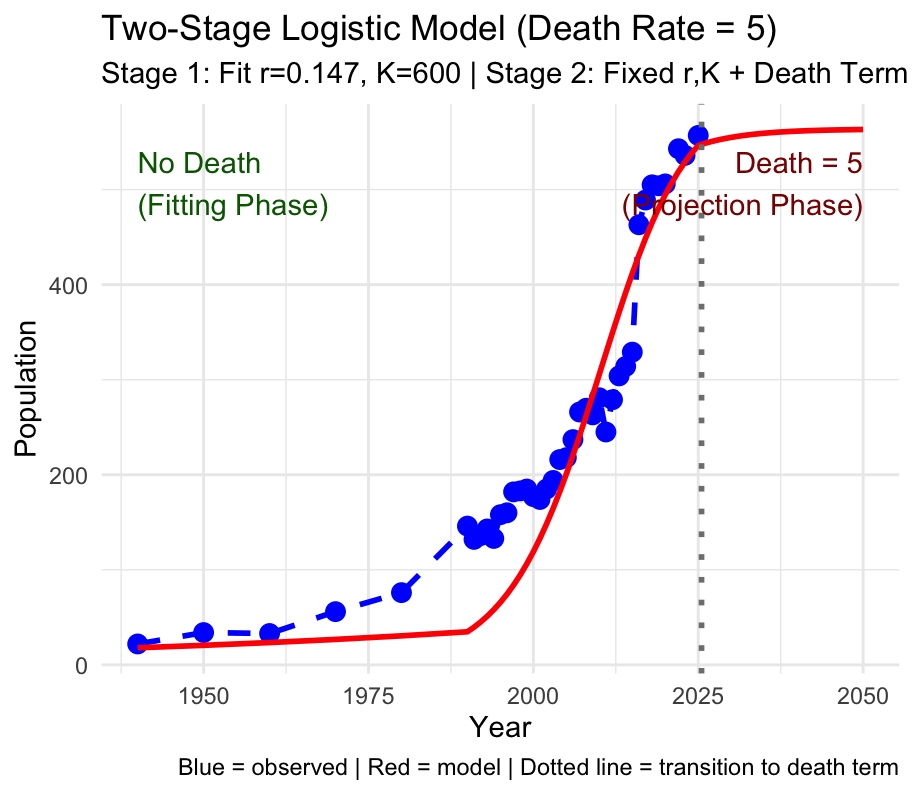 Two-Stage Logistic Model (Death Rate = 5)
Stage 1: Fit r=0.147, K=600 | Stage 2: Fixed r,K + Death Term
No Death
(Fitting Phase)
Death = 5
(Projection Phase)
Population
400
200
0
1950
1975
2000
2025
2050
Year
Blue = observed | Red = model | Dotted line = transition to death term